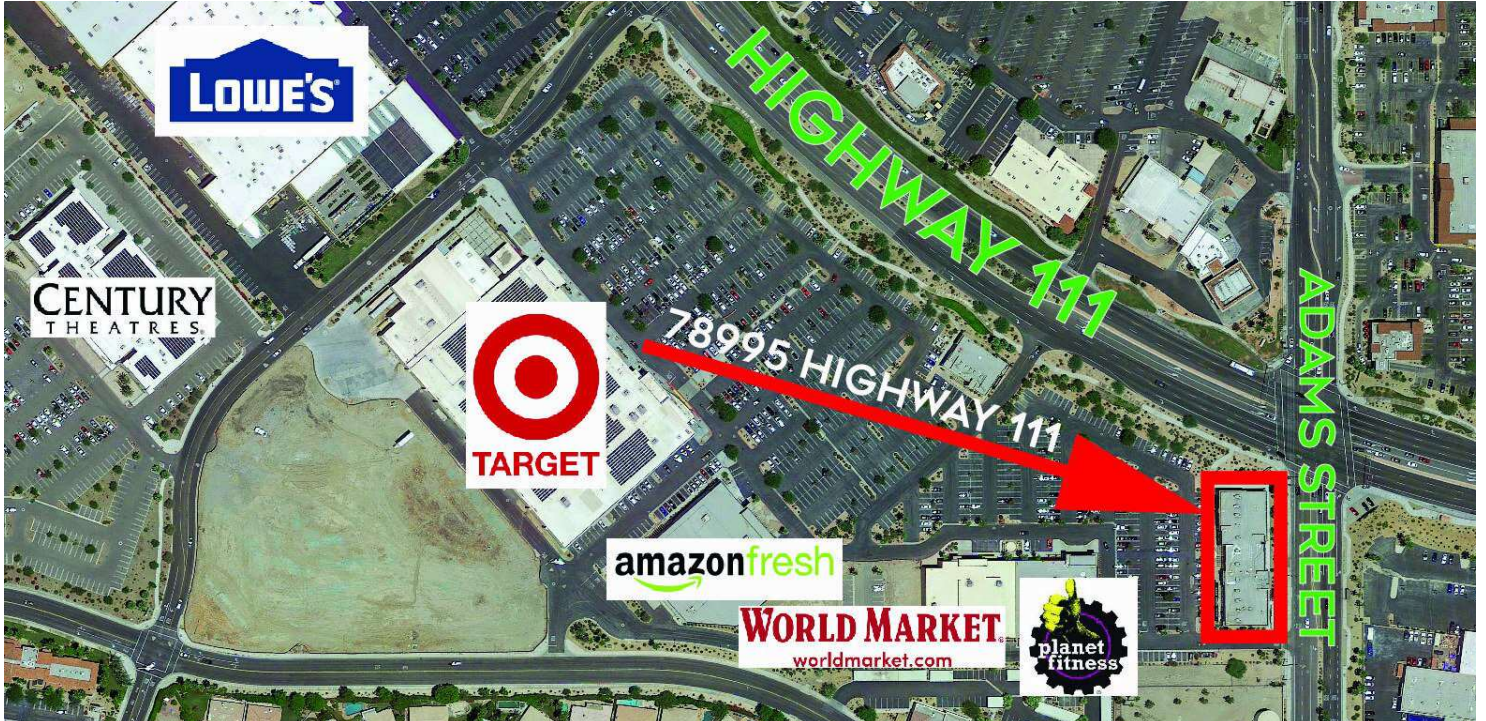 LOWE'S
HIGHWAY 111
CENTURY
THEATRES
78995 HIGHWAY 111
ADAMS STREET
TARGET
amazonfresh
WORLD MARKET
worldmarket.com
planet
fitness